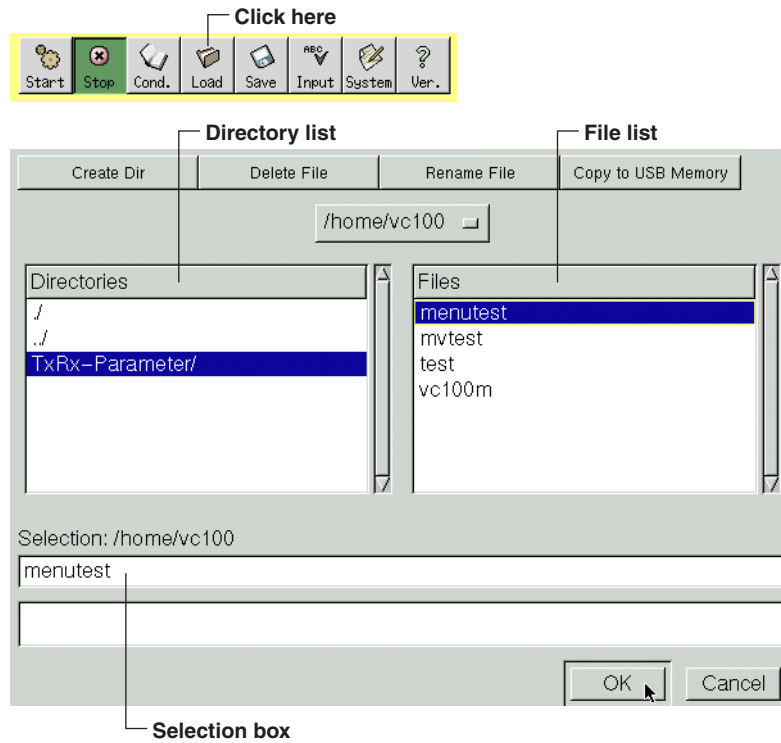 Click here
Start Stop Cond. Load Save ABC Input System Ver.
Directory list File list
Create Dir Delete File Rename File Copy to USB Memory
/home/vc100
Directories Files
./ menutest
../ mvtest
TxRx-Parameter/ test
vc100m
Selection: /home/vc100
menutest
OK Cancel
Selection box